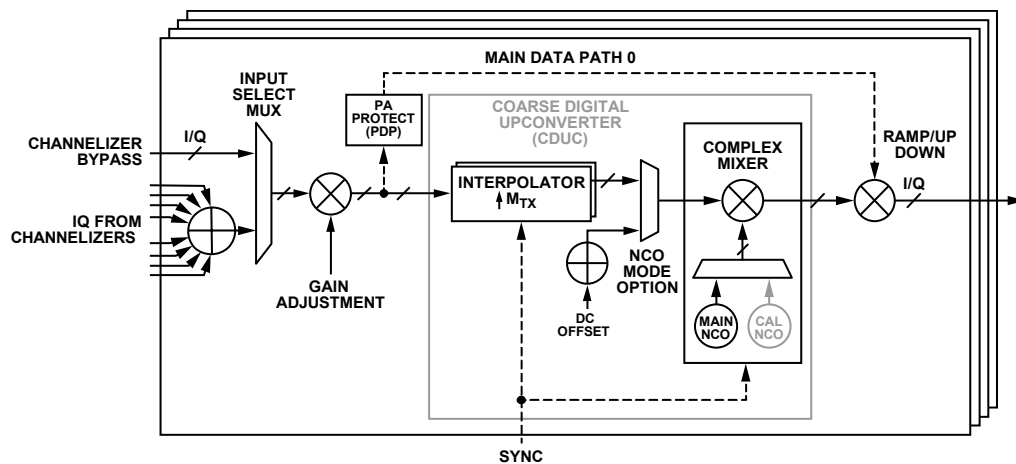 MAIN DATA PATH 0
INPUT
SELECT
MUX
PA
PROTECT
(PDP)
COARSE DIGITAL
UPCONVERTER
(CDUC)
CHANNELIZER
BYPASS
I/Q
IQ FROM
CHANNELIZERS
GAIN
ADJUSTMENT
INTERPOLATOR
↑ MTX
DC
OFFSET
NCO
MODE
OPTION
COMPLEX
MIXER
MAIN
NCO
CAL
NCO
RAMP/UP
DOWN
I/Q
SYNC